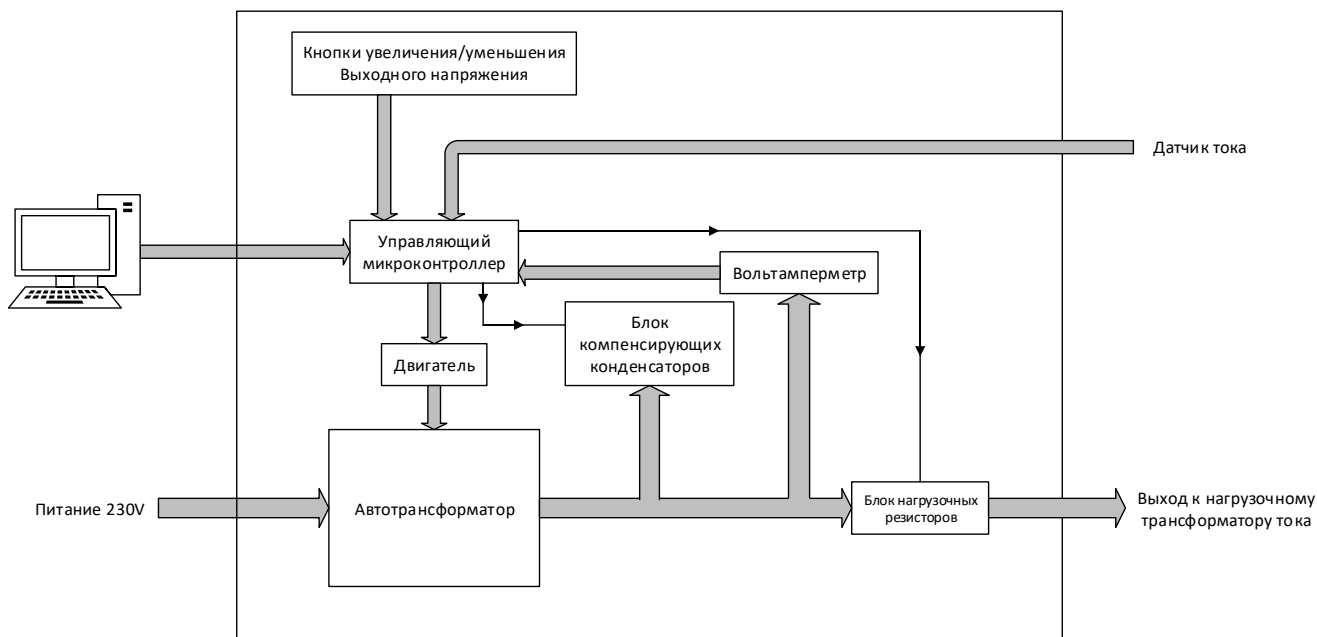 Кнопки увеличения/уменьшения
Выходного напряжения
Датчик тока
Управляющий
микроконтроллер
Вольтамперметр
Блок
компенсирующих
конденсаторов
Двигатель
Питание 230V
Автотрансформатор
Блок нагрузочных
резисторов
Выход к нагрузочному
трансформатору тока